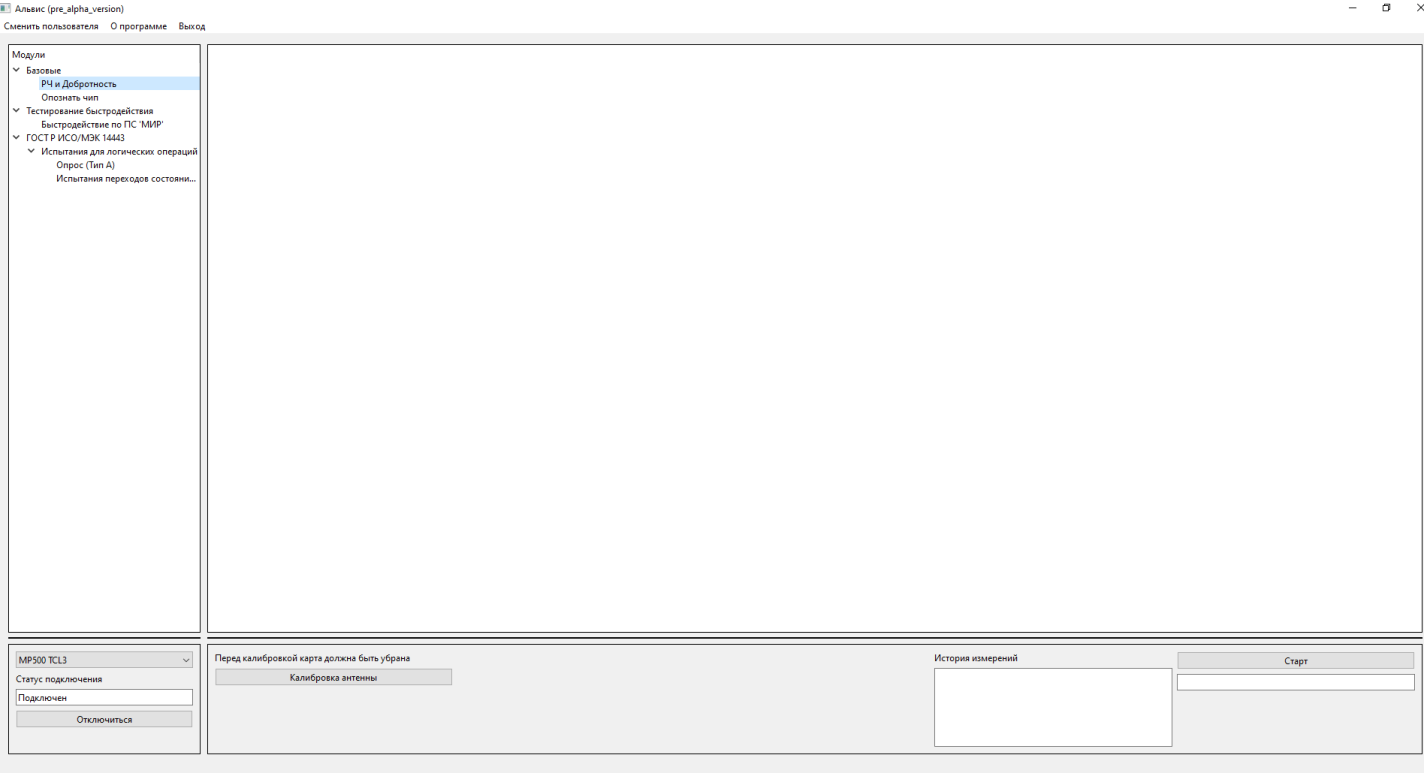 Альвис (pre_alpha_version)
Сменить пользователя О программе Выход
Модули
Базовые
РЧ и Добротность
Опознать чип
Тестирование быстродействия
Быстродействие по ПС 'МИР'
ГОСТ Р ИСО/МЭК 14443
Испытания для логических операций
Опрос (Тип А)
Испытания переходов состояни...
MP500 TCL3
Статус подключения
Подключен
Отключиться
Перед калибровкой карта должна быть убрана
Калибровка антенны
История измерений
Старт